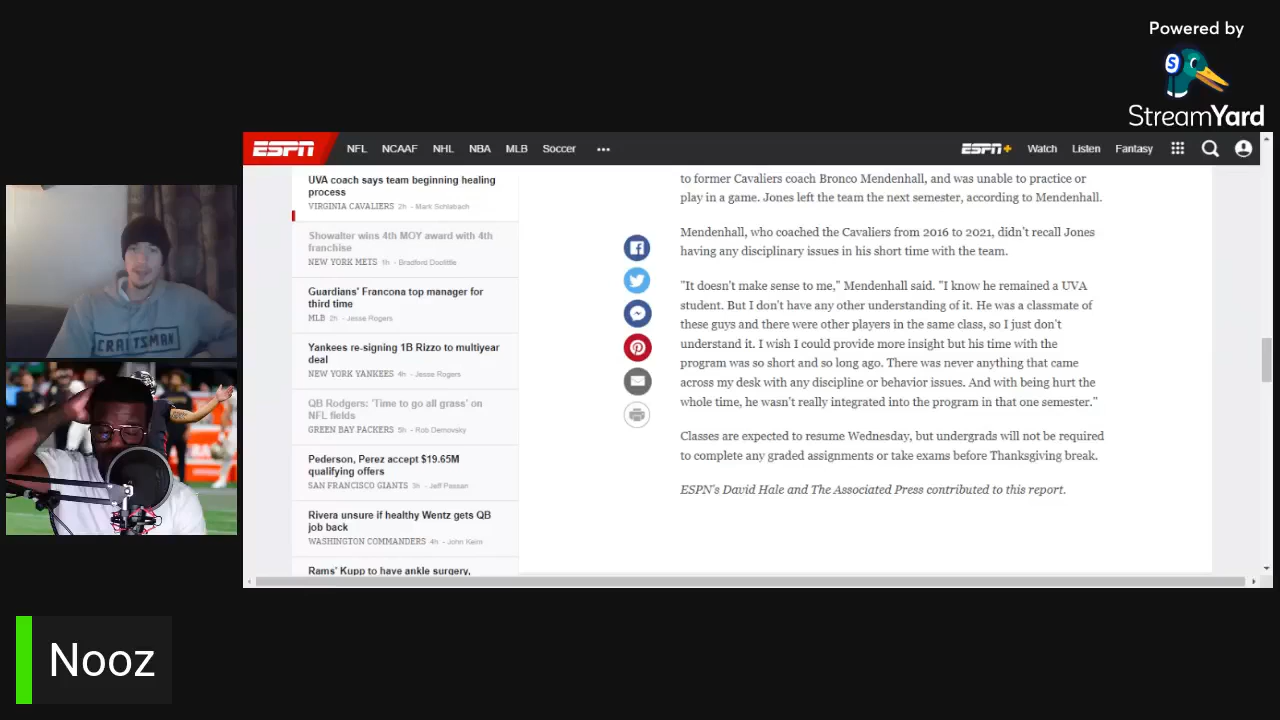 Powered by
StreamYard
ESPN
NFL
NCAAF
NHL
NBA
MLB
Soccer
ESPN+
Watch
Listen
Fantasy
UVA coach says team beginning healing
process
VIRGINIA CAVALIERS 2h - Mark Schlabach
Showalter wins 4th MOY award with 4th
franchise
NEW YORK METS 1h - Bradford Doolittle
Guardians' Francona top manager for
third time
MLB 2h - Jesse Rogers
Yankees re-signing 1B Rizzo to multiyear
deal
NEW YORK YANKEES 4h - Jesse Rogers
QB Rodgers: 'Time to go all grass' on
NFL fields
GREEN BAY PACKERS 5h - Rob Demovsky
Pederson, Perez accept $19.65M
qualifying offers
SAN FRANCISCO GIANTS 3h - Jeff Passan
Rivera unsure if healthy Wentz gets QB
job back
WASHINGTON COMMANDERS 4h - John Keim
Rams' Kupp to have ankle surgery,
to former Cavaliers coach Bronco Mendenhall, and was unable to practice or
play in a game. Jones left the team the next semester, according to Mendenhall.
Mendenhall, who coached the Cavaliers from 2016 to 2021, didn't recall Jones
having any disciplinary issues in his short time with the team.
"It doesn't make sense to me," Mendenhall said. "I know he remained a UVA
student. But I don't have any other understanding of it. He was a classmate of
these guys and there were other players in the same class, so I just don't
understand it. I wish I could provide more insight but his time with the
program was so short and so long ago. There was never anything that came
across my desk with any discipline or behavior issues. And with being hurt the
whole time, he wasn't really integrated into the program in that one semester."
Classes are expected to resume Wednesday, but undergrads will not be required
to complete any graded assignments or take exams before Thanksgiving break.
ESPN's David Hale and The Associated Press contributed to this report.
CRAFTSMAN
Nooz